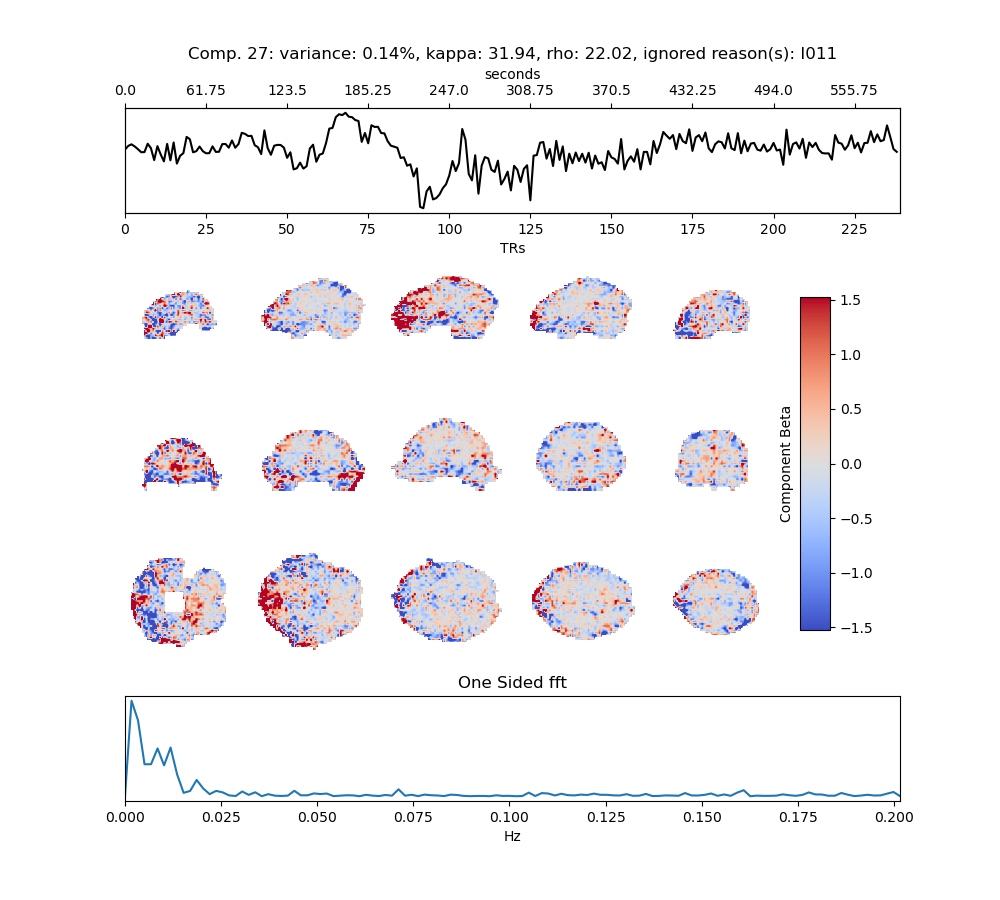 Comp. 27: variance: 0.14%, kappa: 31.94, rho: 22.02, ignored reason(s): I011
seconds
0.0 61.75 123.5 185.25 247.0 308.75 370.5 432.25 494.0 555.75
0 25 50 75 100 125 150 175 200 225
TRs
1.5
1.0
0.5
0.0
−0.5
−1.0
−1.5
Component Beta
One Sided fft
0.000 0.025 0.050 0.075 0.100 0.125 0.150 0.175 0.200
Hz